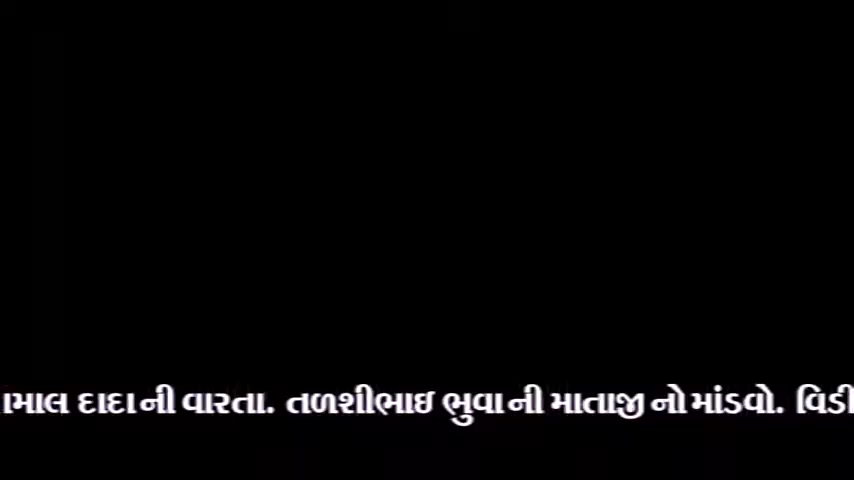 દાદા ની વારતા. તળશીભાઇ ભુવા ની માતાજી નો માંડવો.